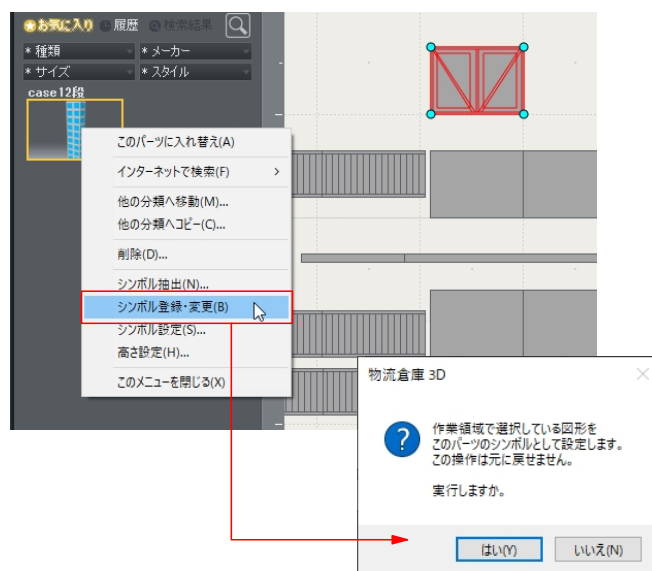 お気に入り 履歴 検索結果
* 種類 * メーカー
* サイズ * スタイル
case12段
このパーツに入れ替え(A)
インターネットで検索(F)
他の分類へ移動(M)...
他の分類へコピー(C)...
削除(D)...
シンボル抽出(N)...
シンボル登録・変更(B)
シンボル設定(S)...
高さ設定(H)...
このメニューを閉じる(X)
物流倉庫 3D
作業領域で選択している図形を
このパーツのシンボルとして設定します。
この操作は元に戻せません。
実行しますか。
はい(Y) いいえ(N)